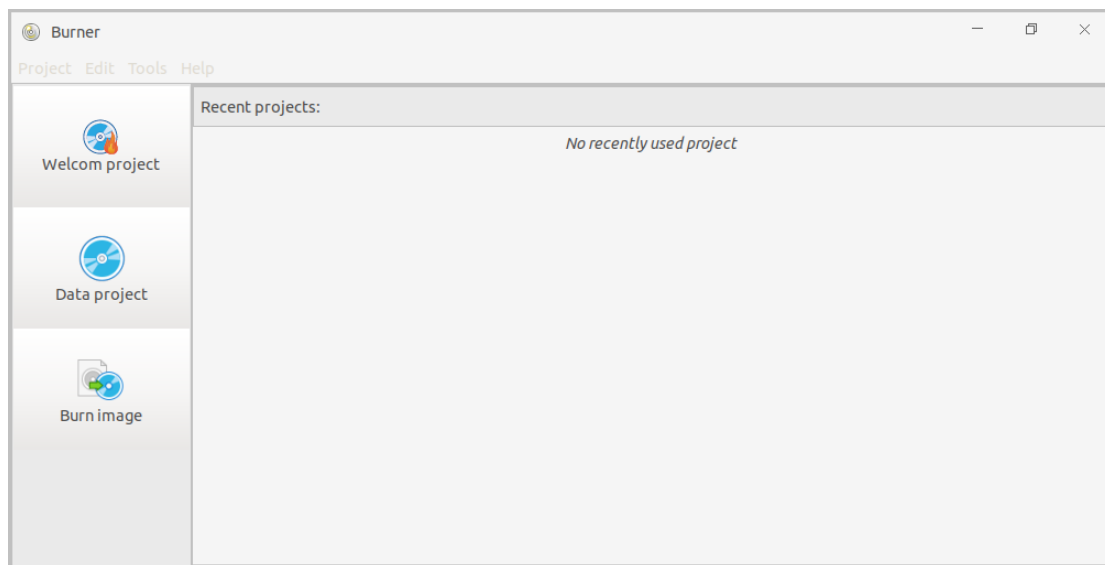 Burner
Project Edit Tools Help
Recent projects:
No recently used project
Welcom project
Data project
Burn image